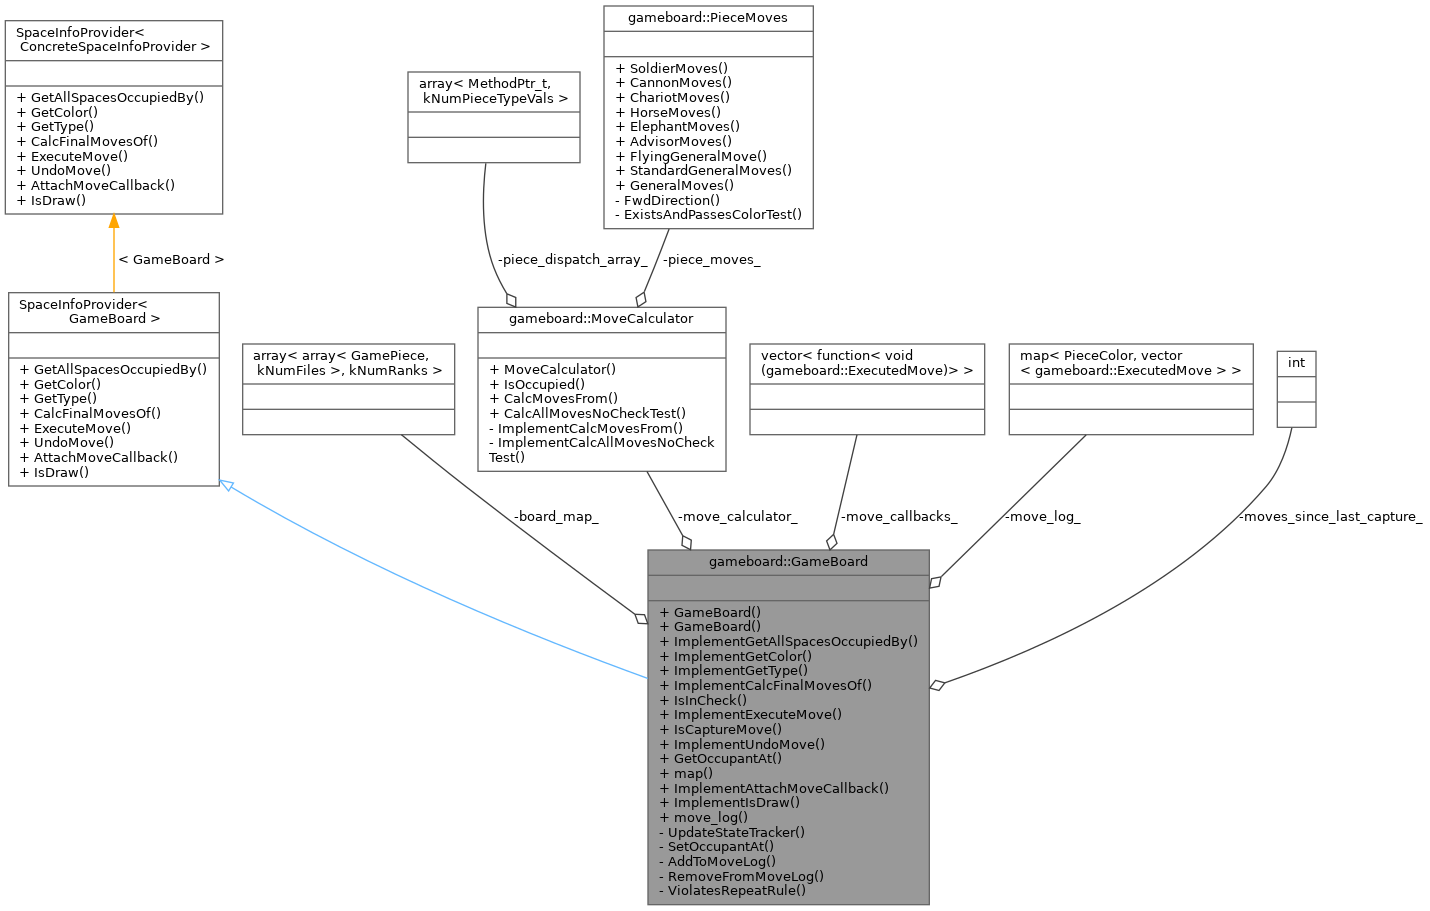 gameboard::PieceMoves
+ SoldierMoves()
+ CannonMoves()
+ ChariotMoves()
+ HorseMoves()
+ ElephantMoves()
+ AdvisorMoves()
+ FlyingGeneralMove()
+ StandardGeneralMoves()
+ GeneralMoves()
- FwdDirection()
- ExistsAndPassesColorTest()
SpaceInfoProvider<
ConcreteSpaceInfoProvider >
+ GetAllSpacesOccupiedBy()
+ GetColor()
+ GetType()
+ CalcFinalMovesOf()
+ ExecuteMove()
+ UndoMove()
+ AttachMoveCallback()
+ IsDraw()
array< MethodPtr_t,
kNumPieceTypeVals >
< GameBoard >
-piece_dispatch_array_
-piece_moves_
SpaceInfoProvider<
GameBoard >
+ GetAllSpacesOccupiedBy()
+ GetColor()
+ GetType()
+ CalcFinalMovesOf()
+ ExecuteMove()
+ UndoMove()
+ AttachMoveCallback()
+ IsDraw()
array< array< GamePiece,
kNumFiles >, kNumRanks >
gameboard::MoveCalculator
+ MoveCalculator()
+ IsOccupied()
+ CalcMovesFrom()
+ CalcAllMovesNoCheckTest()
- ImplementCalcMovesFrom()
- ImplementCalcAllMovesNoCheck
Test()
vector< function< void
(gameboard::ExecutedMove)> >
map< PieceColor, vector
< gameboard::ExecutedMove > >
int
-board_map_
-move_calculator_
-move_callbacks_
-move_log_
-moves_since_last_capture_
gameboard::GameBoard
+ GameBoard()
+ GameBoard()
+ ImplementGetAllSpacesOccupiedBy()
+ ImplementGetColor()
+ ImplementGetType()
+ ImplementCalcFinalMovesOf()
+ IsInCheck()
+ ImplementExecuteMove()
+ IsCaptureMove()
+ ImplementUndoMove()
+ GetOccupantAt()
+ map()
+ ImplementAttachMoveCallback()
+ ImplementIsDraw()
+ move_log()
- UpdateStateTracker()
- SetOccupantAt()
- AddToMoveLog()
- RemoveFromMoveLog()
- ViolatesRepeatRule()